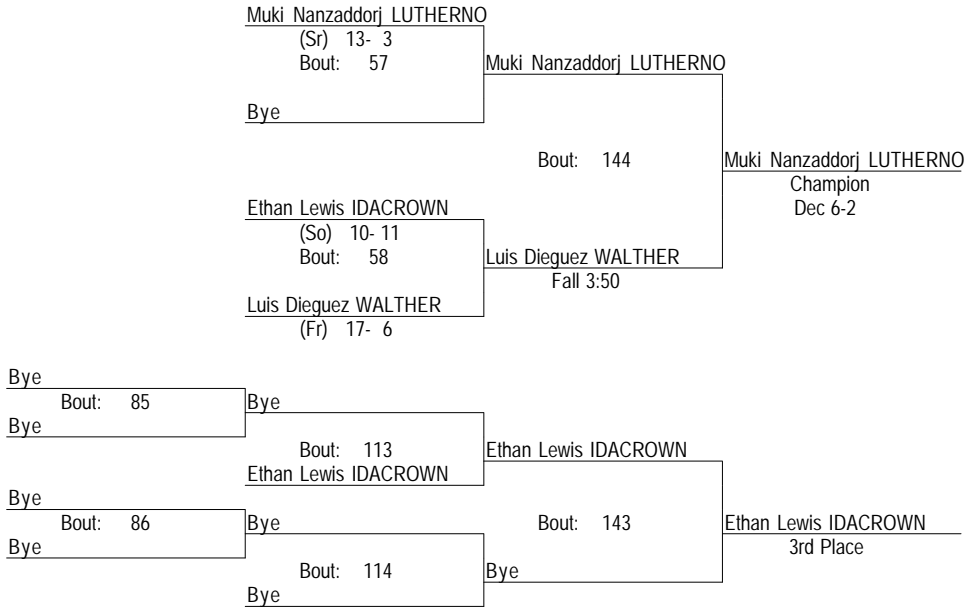 Muki Nanzaddorj LUTHERNO
(Sr) 13- 3
Bout: 57
Muki Nanzaddorj LUTHERNO
Bye
Bout: 144
Muki Nanzaddorj LUTHERNO
Champion
Dec 6-2
Ethan Lewis IDACROWN
(So) 10- 11
Bout: 58
Luis Dieguez WALTHER
Fall 3:50
Luis Dieguez WALTHER
(Fr) 17- 6
Bye
Bout: 85
Bye
Bye
Bout: 113
Ethan Lewis IDACROWN
Ethan Lewis IDACROWN
Bye
Bout: 86
Bye
Bye
Bout: 143
Ethan Lewis IDACROWN
3rd Place
Bout: 114
Bye
Bye